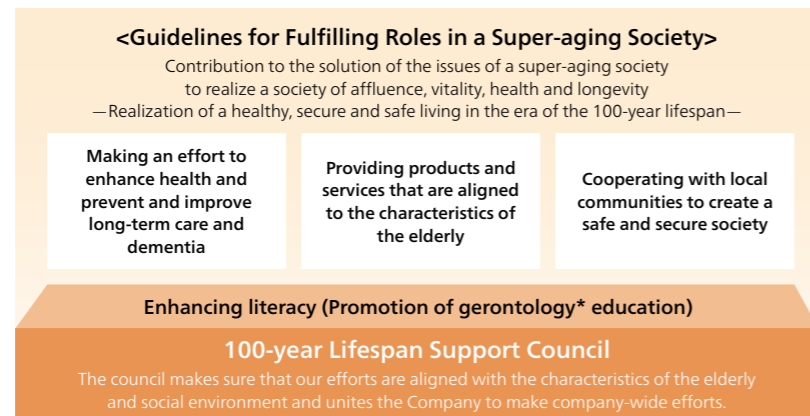 <Guidelines for Fulfilling Roles in a Super-aging Society>
Contribution to the solution of the issues of a super-aging society
to realize a society of affluence, vitality, health and longevity
—Realization of a healthy, secure and safe living in the era of the 100-year lifespan—
Making an effort to
enhance health and
prevent and improve
long-term care and
dementia
Providing products and
services that are aligned
to the characteristics of
the elderly
Cooperating with local
communities to create a
safe and secure society
Enhancing literacy (Promotion of gerontology* education)
100-year Lifespan Support Council
The council makes sure that our efforts are aligned with the characteristics of the elderly
and social environment and unites the Company to make company-wide efforts.